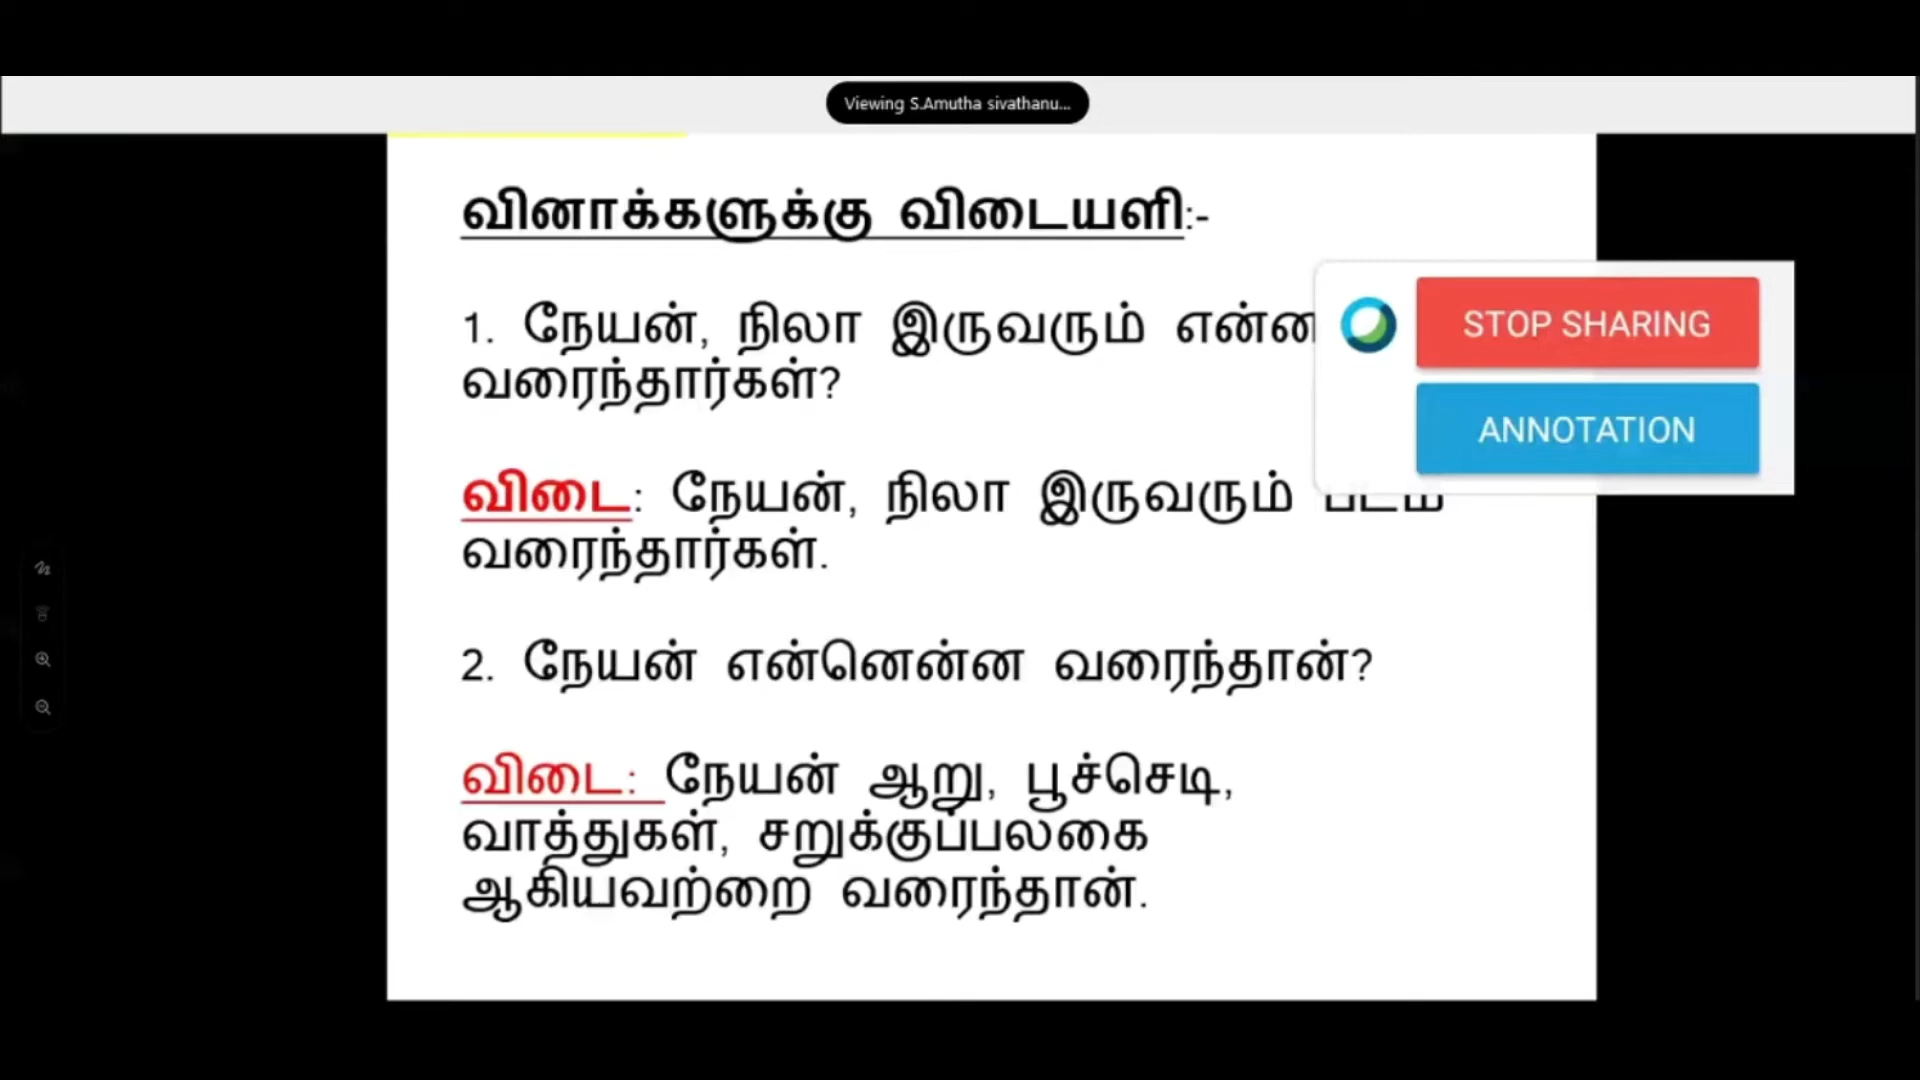 Viewing S.Amutha sivathanu...
வினாக்களுக்கு விடையளி:-
1. நேயன், நிலா இருவரும் என்ன
வரைந்தார்கள்?
STOP SHARING
ANNOTATION
விடை: நேயன், நிலா இருவரும்
வரைந்தார்கள்.
2. நேயன் என்னென்ன வரைந்தான்?
விடை: நேயன் ஆறு, பூச்செடி,
வாத்துகள், சறுக்குப்பலகை
ஆகியவற்றை வரைந்தான்.